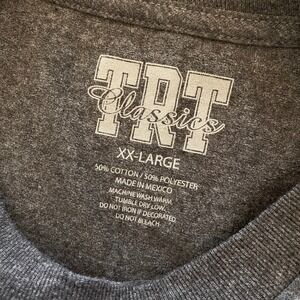 TRT
Classics
XX-LARGE
50% COTTON / 50% POLYESTER
MADE IN MEXICO
MACHINE WASH WARM
TUMBLE DRY LOW
DO NOT IRON IF DECORATED
DO NOT BLEACH